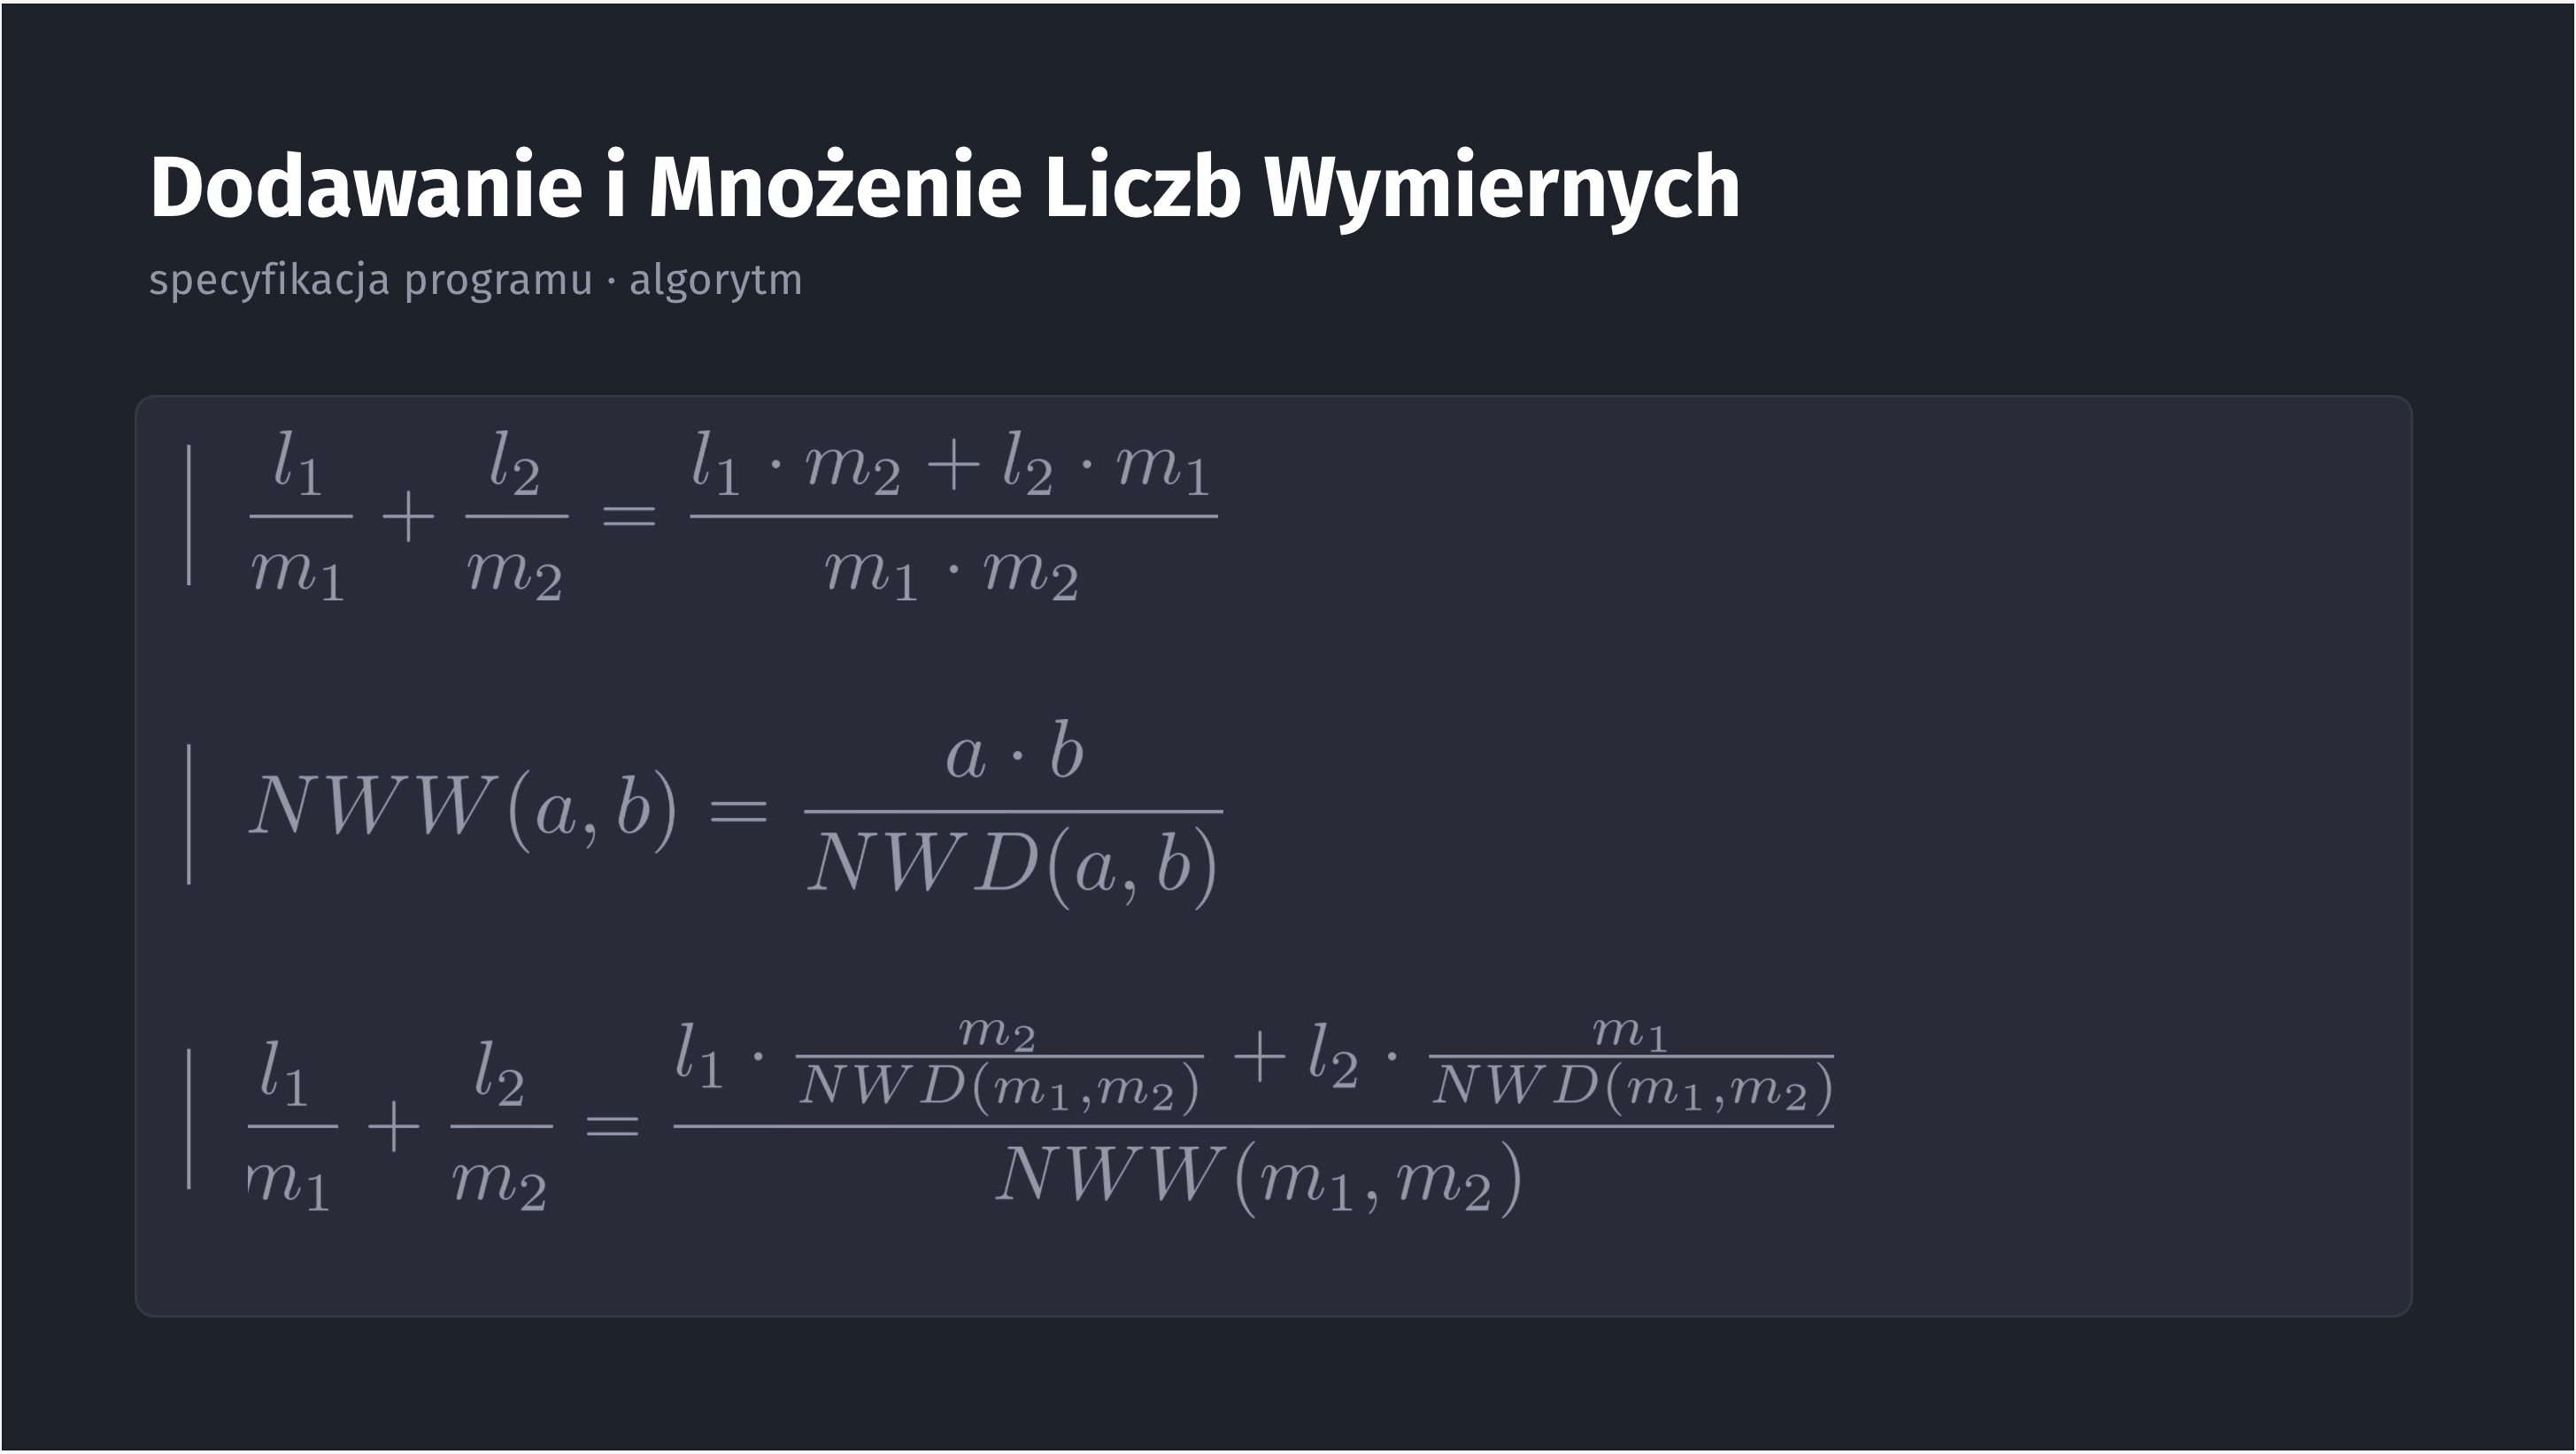 Dodawanie i Mnożenie Liczb Wymiernych
specyfikacja programu · algorytm
\frac{l_1}{m_1} + \frac{l_2}{m_2} = \frac{l_1 \cdot m_2 + l_2 \cdot m_1}{m_1 \cdot m_2}
NWW(a, b) = \frac{a \cdot b}{NWD(a, b)}
\frac{l_1}{m_1} + \frac{l_2}{m_2} = \frac{l_1 \cdot \frac{m_2}{NWD(m_1,m_2)} + l_2 \cdot \frac{m_1}{NWD(m_1,m_2)}}{NWW(m_1, m_2)}